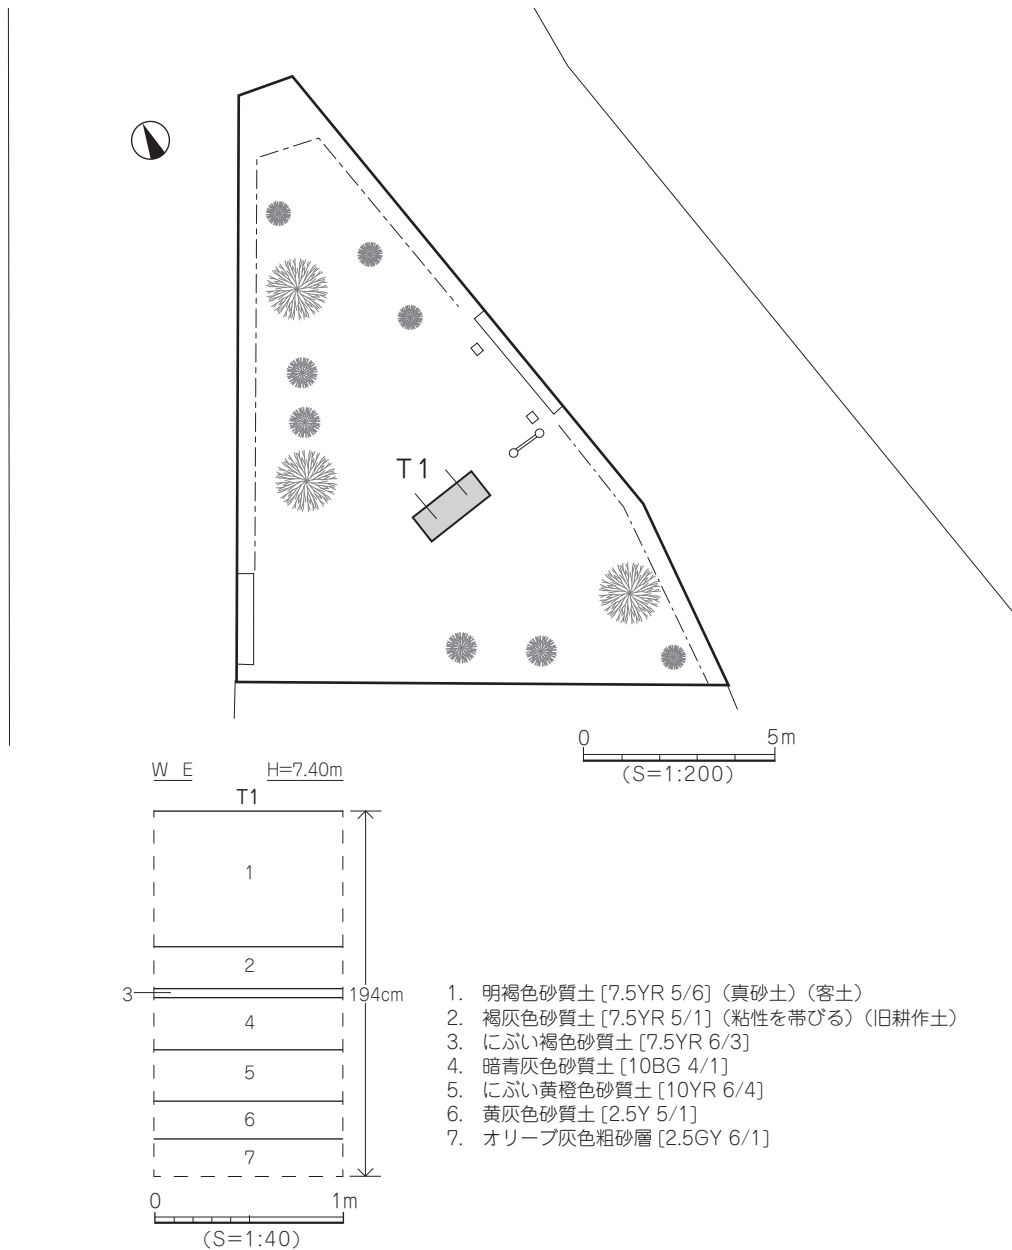 T1
0 5m
(S=1:200)
W E H=7.40m
T1
1
2
3
194cm
4
5
6
7
0 1m
(S=1:40)
1. 明褐色砂質土 [7.5YR 5/6]（真砂土）（客土）
2. 褐灰色砂質土 [7.5YR 5/1]（粘性を帯びる）（旧耕作土）
3. にぶい褐色砂質土 [7.5YR 6/3]
4. 暗青灰色砂質土 [10BG 4/1]
5. にぶい黄橙色砂質土 [10YR 6/4]
6. 黄灰色砂質土 [2.5Y 5/1]
7. オリーブ灰色粗砂層 [2.5GY 6/1]